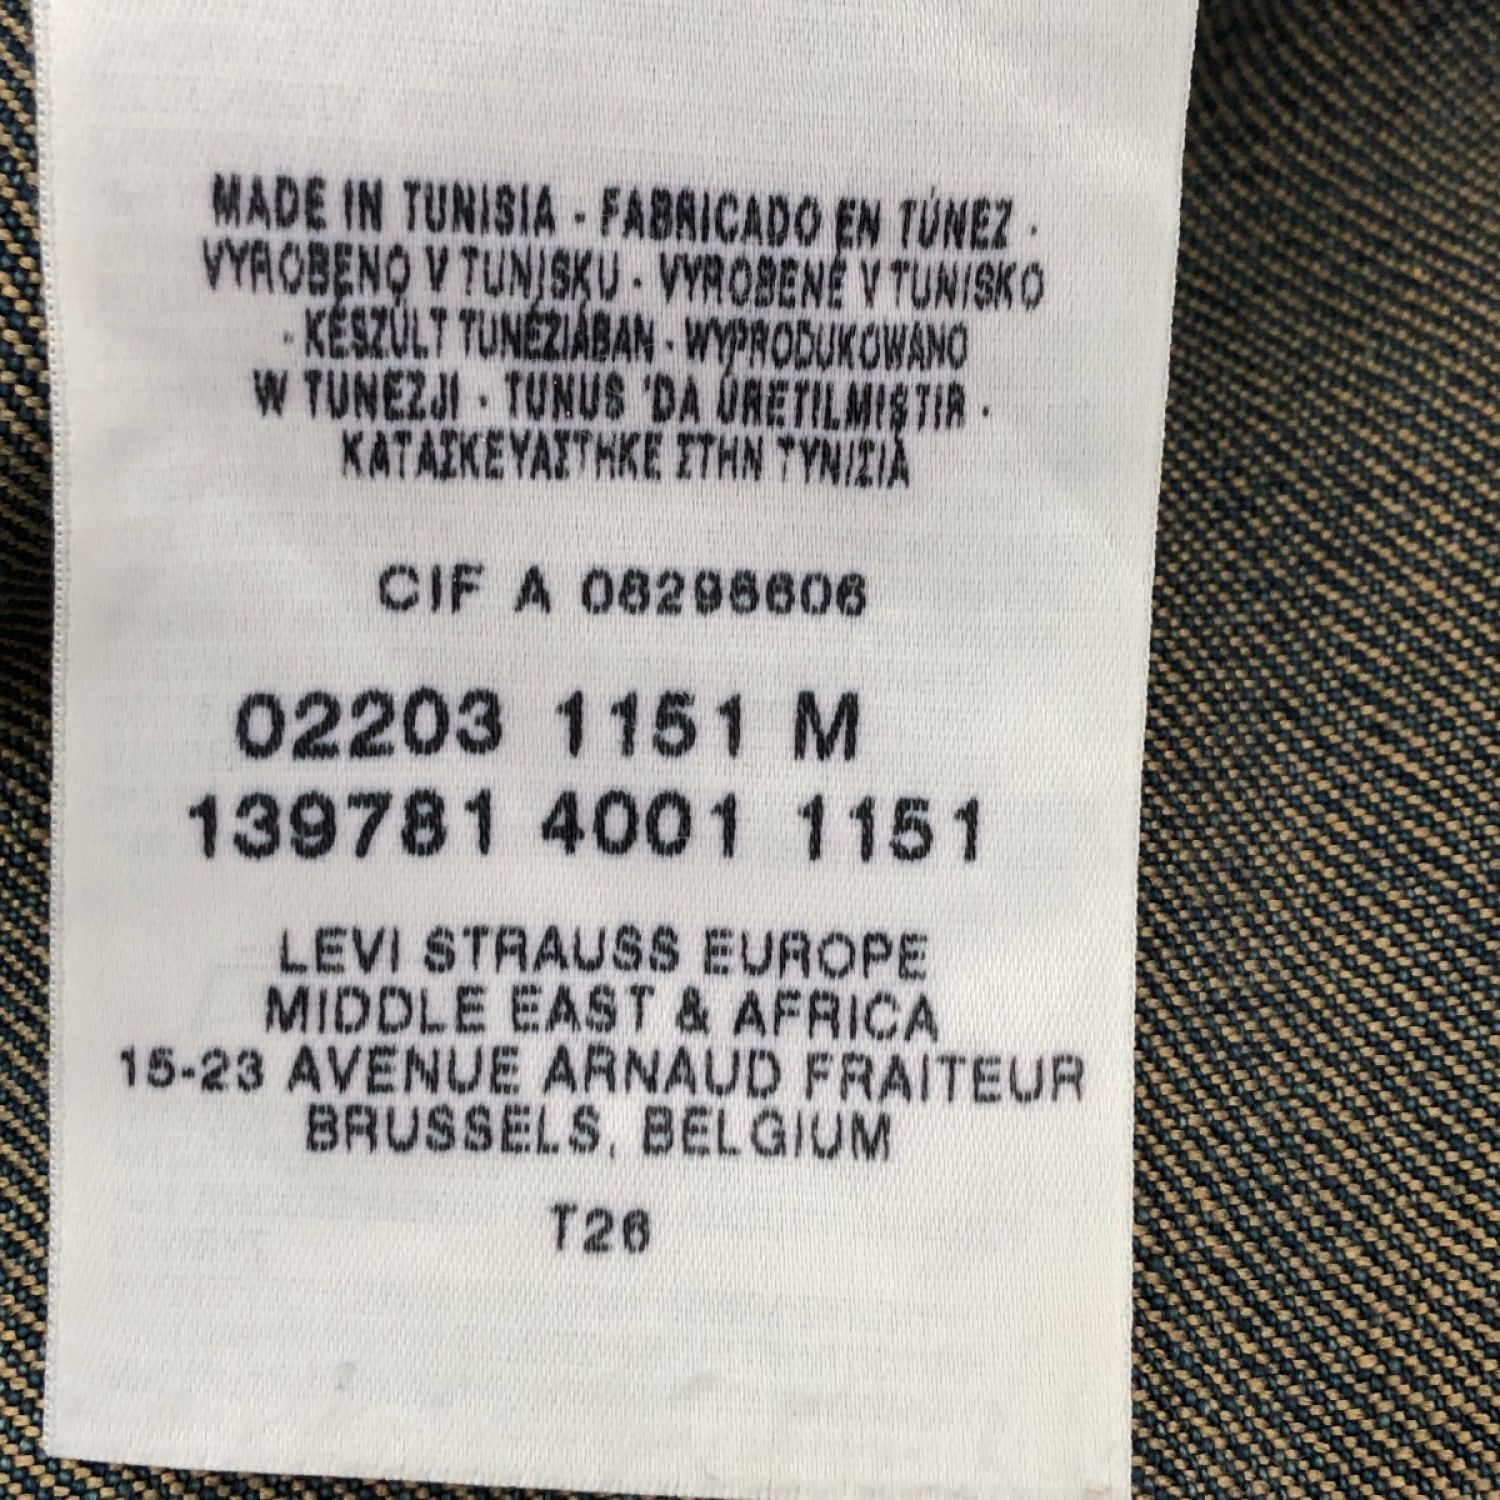 MADE IN TUNISIA - FABRICADO EN TÚNEZ -
VYROBENO V TUNISKU - VYROBENÉ V TUNISKO
- KÉSZÜLT TUNÉZIÁBAN - WYPRODUKOWANO
W TUNEZJI - TUNUS 'DA ÜRETILMIŞTIR -
ΚΑΤΑΣΚΕΥΑΣΤΗΚΕ ΣΤΗΝ ΤΥΝΙΣΙΑ
CIF A 08298606
02203 1151 M
139781 4001 1151
LEVI STRAUSS EUROPE
MIDDLE EAST & AFRICA
15-23 AVENUE ARNAUD FRAITEUR
BRUSSELS, BELGIUM
T26